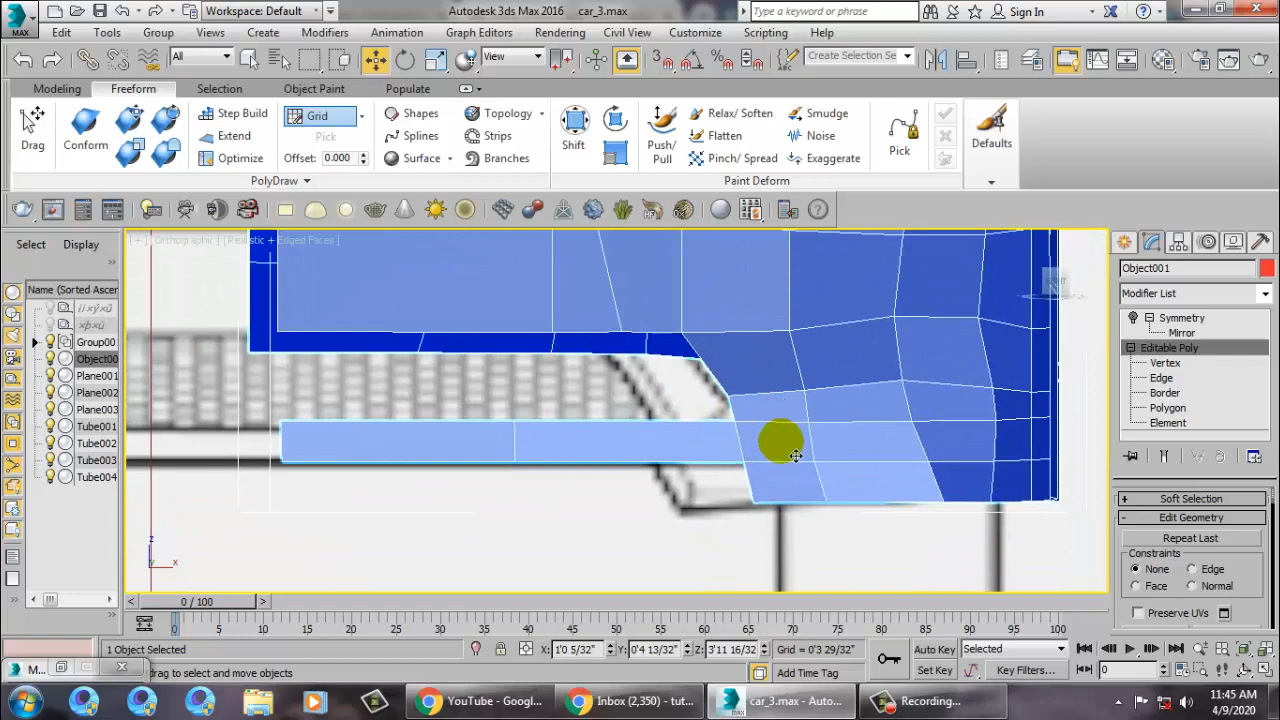 Workspace: Default
Autodesk 3ds Max 2016 car_3.max
Type a keyword or phrase
Sign In
MAX
Edit Tools Group Views Create Modifiers Animation Graph Editors Rendering Civil View Customize Scripting Help
All
View
Create Selection Se
Modeling Freeform Selection Object Paint Populate
Drag
Conform
Step Build
Extend
Optimize
Grid
Pick
Offset: 0.000
Shapes
Splines
Surface
Topology
Strips
Branches
Shift
Push/
Pull
Relax/ Soften
Flatten
Pinch/ Spread
Smudge
Noise
Exaggerate
Pick
Defaults
PolyDraw
Paint Deform
Select Display
Name (Sorted Ascen
Group00
Object00
Plane001
Plane002
Plane003
Tube001
Tube002
Tube003
Tube004
[ + ] [ Orthographic ] [ Realistic + Edged Faces ]
z
x
Object001
Modifier List
Symmetry
Mirror
Editable Poly
Vertex
Edge
Border
Polygon
Element
+ Soft Selection
- Edit Geometry
Repeat Last
Constraints
None Edge
Face Normal
Preserve UVs
0 / 100
0 5 10 15 20 25 30 35 40 45 50 55 60 65 70 75 80 85 90 95 100
1 Object Selected
X: 1'0 5/32" Y: 0'4 13/32" Z: 3'11 16/32 Grid = 0'3 29/32"
Auto Key Selected
drag to select and move objects
Add Time Tag
Set Key Key Filters...
0
M...
YouTube - Googl...
Inbox (2,350) - tut...
car_3.max - Auto...
Recording...
11:45 AM
4/9/2020